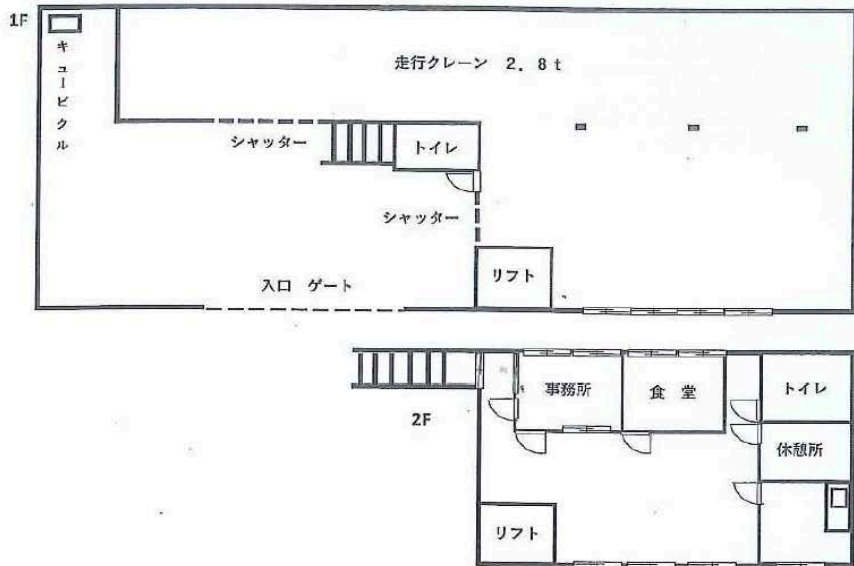 1F
キュービクル
走行クレーン 2.8t
シャッター
トイレ
シャッター
リフト
入口 ゲート
事務所
食 堂
トイレ
2F
休憩所
リフト